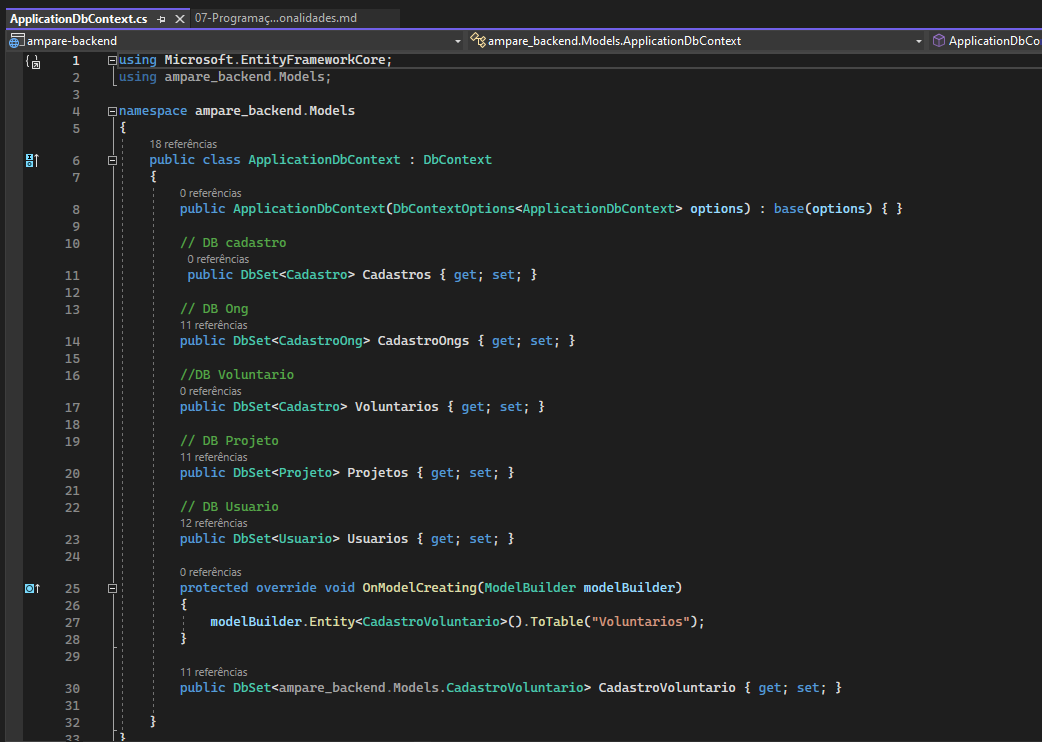 ApplicationDbContext.cs
07-Programaç...onalidades.md
ampare-backend
ampare_backend.Models.ApplicationDbContext
ApplicationDbCo
1 using Microsoft.EntityFrameworkCore;
2 using ampare_backend.Models;
3
4 namespace ampare_backend.Models
5 {
18 referências
6 public class ApplicationDbContext : DbContext
7 {
0 referências
8 public ApplicationDbContext(DbContextOptions<ApplicationDbContext> options) : base(options) { }
9
10 // DB cadastro
0 referências
11 public DbSet<Cadastro> Cadastros { get; set; }
12
13 // DB Ong
11 referências
14 public DbSet<CadastroOng> CadastroOngs { get; set; }
15
16 //DB Voluntario
0 referências
17 public DbSet<Cadastro> Voluntarios { get; set; }
18
19 // DB Projeto
11 referências
20 public DbSet<Projeto> Projetos { get; set; }
21
22 // DB Usuario
12 referências
23 public DbSet<Usuario> Usuarios { get; set; }
24
0 referências
25 protected override void OnModelCreating(ModelBuilder modelBuilder)
26 {
27 modelBuilder.Entity<CadastroVoluntario>().ToTable("Voluntarios");
28 }
29
11 referências
30 public DbSet<ampare_backend.Models.CadastroVoluntario> CadastroVoluntario { get; set; }
31
32 }
33 }